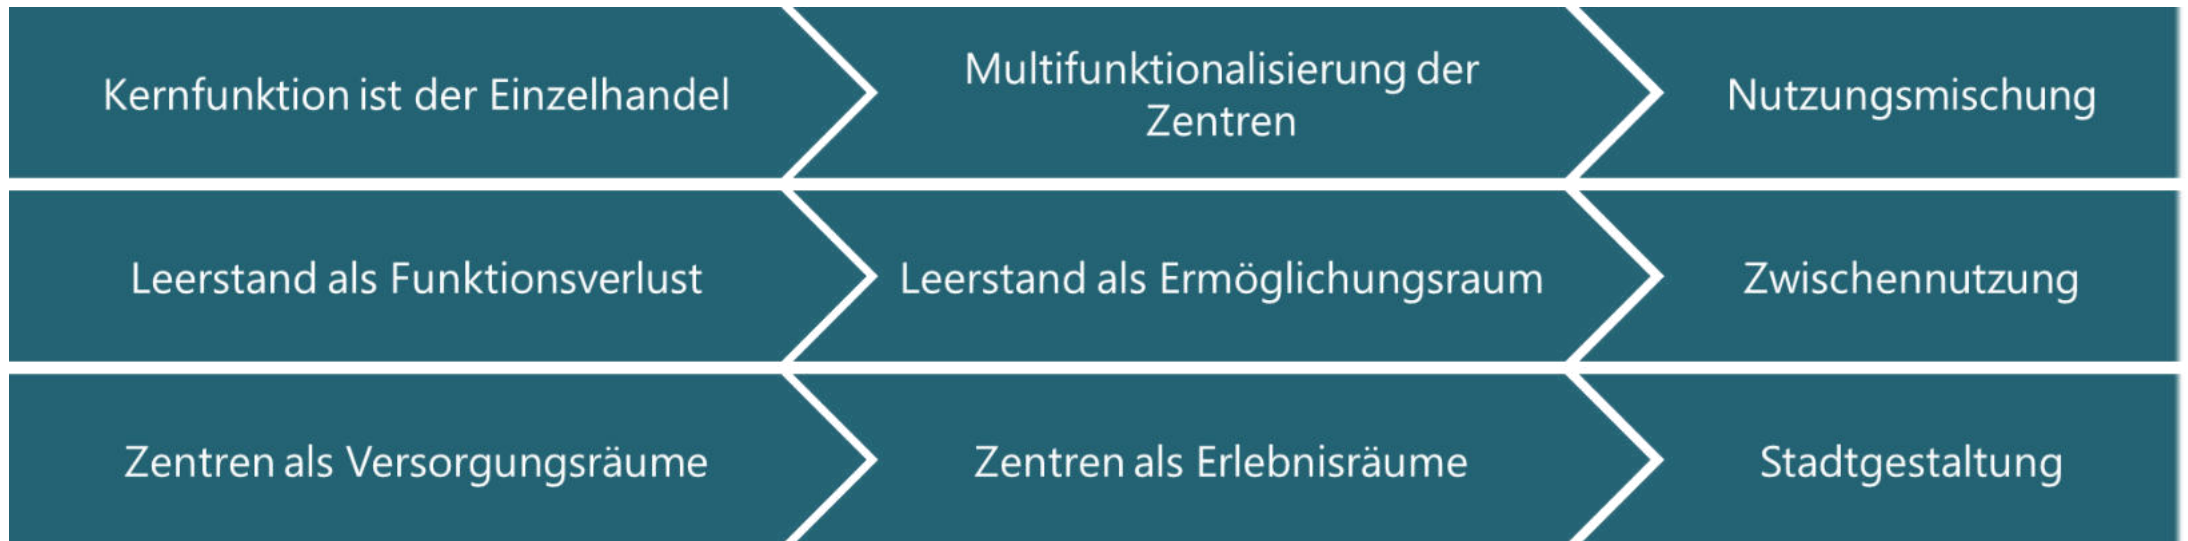 Kernfunktion ist der Einzelhandel
Multifunktionalisierung der
Zentren
Nutzungsmischung
Leerstand als Funktionsverlust
Leerstand als Ermöglichungsraum
Zwischennutzung
Zentren als Versorgungsräume
Zentren als Erlebnisräume
Stadtgestaltung